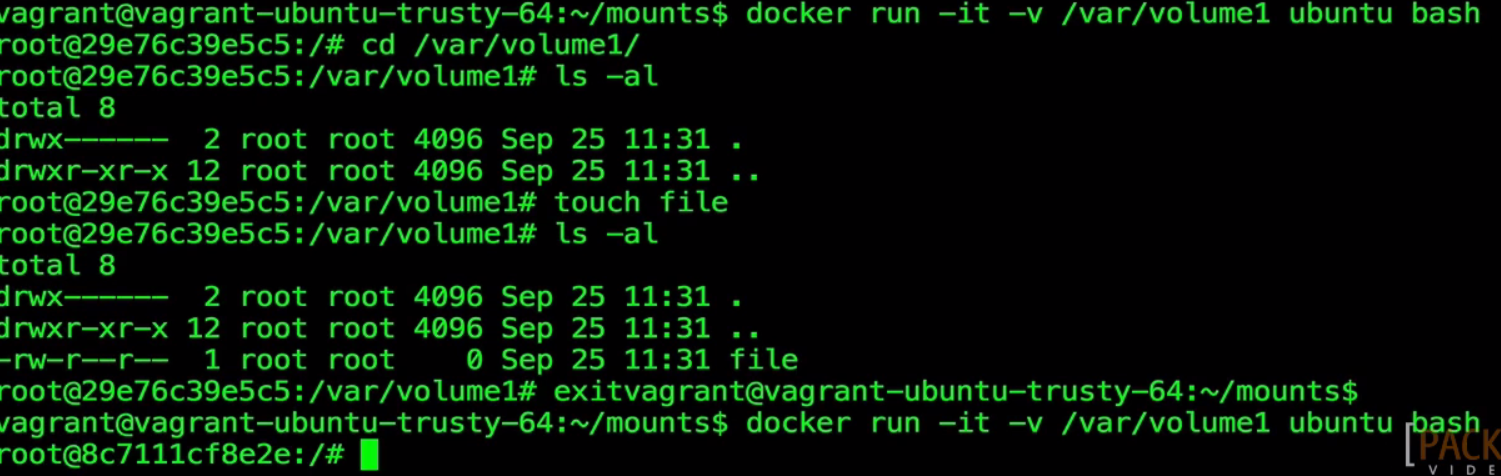 vagrant@vagrant-ubuntu-trusty-64:~/mounts$ docker run -it -v /var/volume1 ubuntu bash
root@29e76c39e5c5:/# cd /var/volume1/
root@29e76c39e5c5:/var/volume1# ls -al
total 8
drwx------  2 root root 4096 Sep 25 11:31 .
drwxr-xr-x 12 root root 4096 Sep 25 11:31 ..
root@29e76c39e5c5:/var/volume1# touch file
root@29e76c39e5c5:/var/volume1# ls -al
total 8
drwx------  2 root root 4096 Sep 25 11:31 .
drwxr-xr-x 12 root root 4096 Sep 25 11:31 ..
-rw-r--r--  1 root root    0 Sep 25 11:31 file
root@29e76c39e5c5:/var/volume1# exitvagrant@vagrant-ubuntu-trusty-64:~/mounts$
vagrant@vagrant-ubuntu-trusty-64:~/mounts$ docker run -it -v /var/volume1 ubuntu bash
root@8c7111cf8e2e:/#
[PACK
VIDE